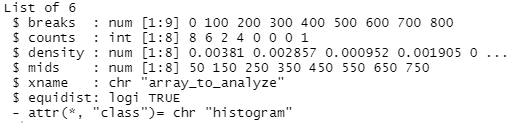 List of 6
 $ breaks  : num [1:9] 0 100 200 300 400 500 600 700 800
 $ counts  : int [1:8] 8 6 2 4 0 0 0 1
 $ density : num [1:8] 0.00381 0.002857 0.000952 0.001905 0 ...
 $ mids    : num [1:8] 50 150 250 350 450 550 650 750
 $ xname   : chr "array_to_analyze"
 $ equidist: logi TRUE
 - attr(*, "class")= chr "histogram"